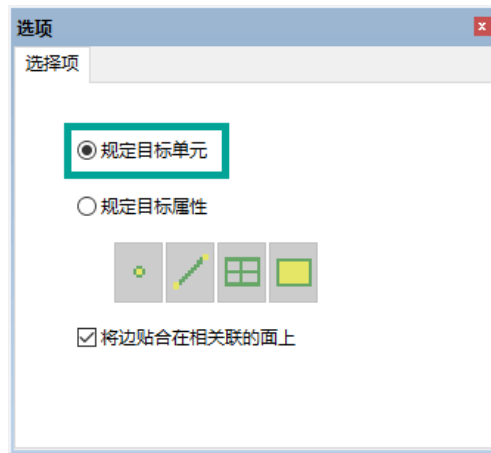 选项
选择项
规定目标单元
规定目标属性
将边贴合在相关联的面上